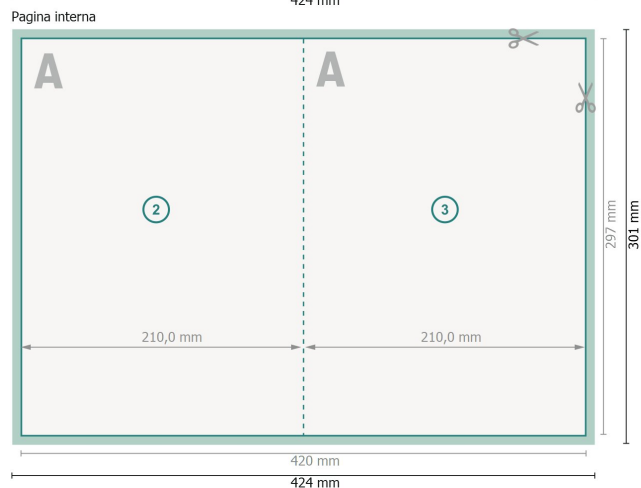 424 mm
Pagina interna
A
A
2
3
297 mm
301 mm
210,0 mm
210,0 mm
420 mm
424 mm